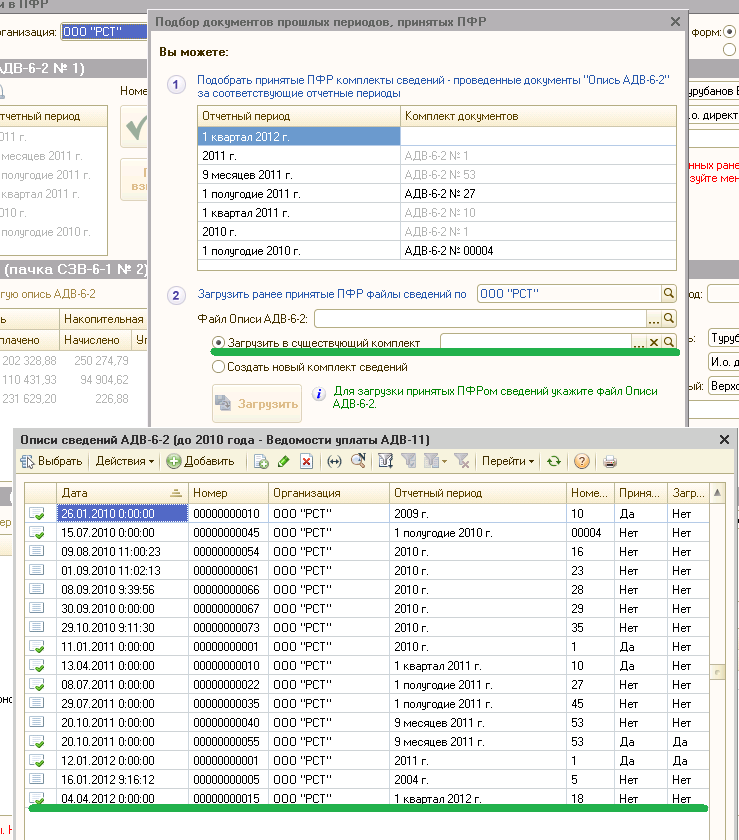 и в ПФР
рганизация: ООО "РСТ"
форм:
АДВ-6-2 № 1)
Номе
тчетный период
011 г.
месяцев 2011 г.
полугодие 2011 г.
квартал 2011 г.
010 г.
полугодие 2010 г.
П
вз
(пачка СЗВ-6-1 № 2)
гую опись АДВ-6-2
Накопительная
плачено Начислено Уп
202 328,88 250 274,79
110 431,93 94 904,62
231 629,20 226,88
урубанов В
.о. директ
нных ране
зуйте мен
од:
Туруб
И.о. д
ый: Верхо
Подбор документов прошлых периодов, принятых ПФР
Вы можете:
1 Подобрать принятые ПФР комплекты сведений - проведенные документы "Опись АДВ-6-2"
за соответствующие отчетные периоды
Отчетный период Комплект документов
1 квартал 2012 г.
2011 г. АДВ-6-2 № 1
9 месяцев 2011 г. АДВ-6-2 № 53
1 полугодие 2011 г. АДВ-6-2 № 27
1 квартал 2011 г. АДВ-6-2 № 10
2010 г. АДВ-6-2 № 1
1 полугодие 2010 г. АДВ-6-2 № 00004
2 Загрузить ранее принятые ПФР файлы сведений по ООО "РСТ"
Файл Описи АДВ-6-2:
Загрузить в существующий комплект
Создать новый комплект сведений
Загрузить
Для загрузки принятых ПФРом сведений укажите файл Описи
АДВ-6-2.
Описи сведений АДВ-6-2 (до 2010 года - Ведомости уплаты АДВ-11)
Выбрать Действия Добавить Перейти
Дата Номер Организация Отчетный период Номе... Приня... Загр...
26.01.2010 0:00:00 00000000010 ООО "РСТ" 2009 г. 10 Да Нет
15.07.2010 0:00:00 00000000045 ООО "РСТ" 1 полугодие 2010 г. 00004 Нет Нет
09.08.2010 11:00:23 00000000054 ООО "РСТ" 2010 г. 16 Нет Нет
01.09.2010 11:02:13 00000000061 ООО "РСТ" 2010 г. 23 Нет Нет
08.09.2010 9:39:56 00000000066 ООО "РСТ" 2010 г. 28 Нет Нет
30.09.2010 0:00:00 00000000067 ООО "РСТ" 2010 г. 29 Нет Нет
29.10.2010 9:11:30 00000000073 ООО "РСТ" 2010 г. 35 Нет Нет
11.01.2011 0:00:00 00000000001 ООО "РСТ" 2010 г. 1 Да Нет
13.04.2011 0:00:00 00000000010 ООО "РСТ" 1 квартал 2011 г. 10 Да Нет
08.07.2011 0:00:00 00000000022 ООО "РСТ" 1 полугодие 2011 г. 27 Нет Нет
29.07.2011 0:00:00 00000000035 ООО "РСТ" 1 полугодие 2011 г. 45 Нет Нет
20.10.2011 0:00:00 00000000040 ООО "РСТ" 9 месяцев 2011 г. 53 Нет Нет
20.10.2011 0:00:00 00000000055 ООО "РСТ" 9 месяцев 2011 г. 53 Да Да
12.01.2012 0:00:00 00000000001 ООО "РСТ" 2011 г. 1 Да Да
16.01.2012 9:16:12 00000000005 ООО "РСТ" 2004 г. 5 Нет Нет
04.04.2012 0:00:00 00000000015 ООО "РСТ" 1 квартал 2012 г. 18 Нет Нет